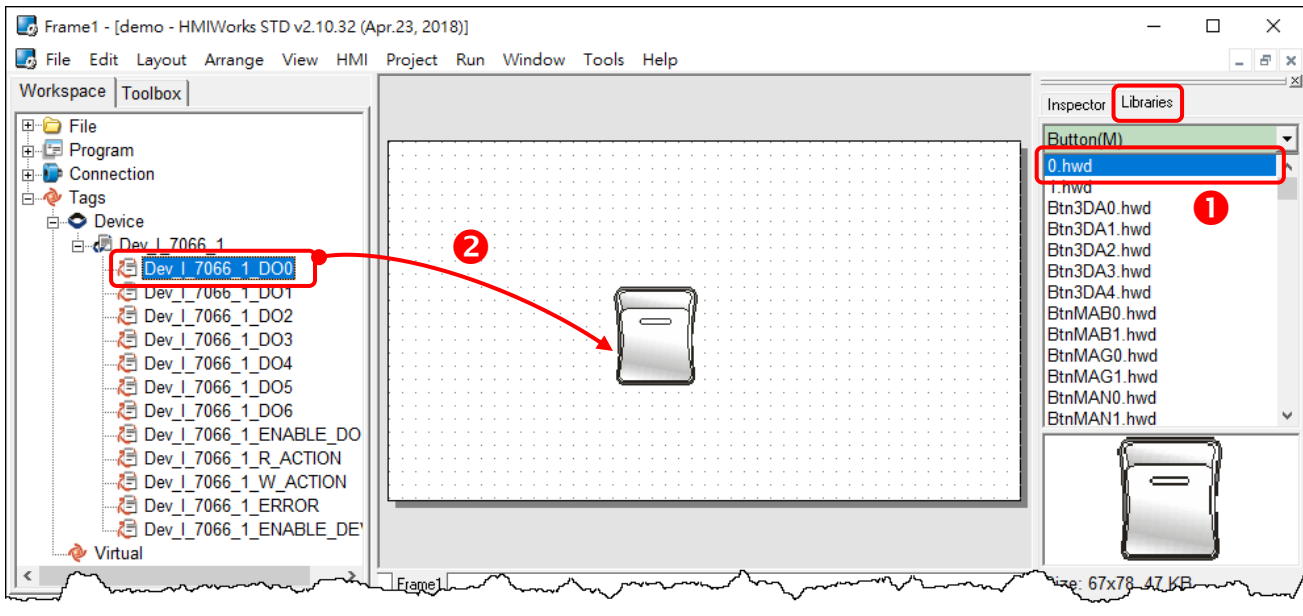 Frame1 - [demo - HMIWorks STD v2.10.32 (Apr.23, 2018)]
File Edit Layout Arrange View HMI Project Run Window Tools Help
Workspace Toolbox
File
Program
Connection
Tags
Device
Dev_I_7066_1
Dev_I_7066_1_DO0
Dev_I_7066_1_DO1
Dev_I_7066_1_DO2
Dev_I_7066_1_DO3
Dev_I_7066_1_DO4
Dev_I_7066_1_DO5
Dev_I_7066_1_DO6
Dev_I_7066_1_ENABLE_DO
Dev_I_7066_1_R_ACTION
Dev_I_7066_1_W_ACTION
Dev_I_7066_1_ERROR
Dev_I_7066_1_ENABLE_DE
Virtual
2
Frame1
Inspector Libraries
Button(M)
0.hwd
1.hwd
1
Btn3DA0.hwd
Btn3DA1.hwd
Btn3DA2.hwd
Btn3DA3.hwd
Btn3DA4.hwd
BtnMAB0.hwd
BtnMAB1.hwd
BtnMAG0.hwd
BtnMAG1.hwd
BtnMAN0.hwd
BtnMAN1.hwd
Size: 67x78, 47 KB